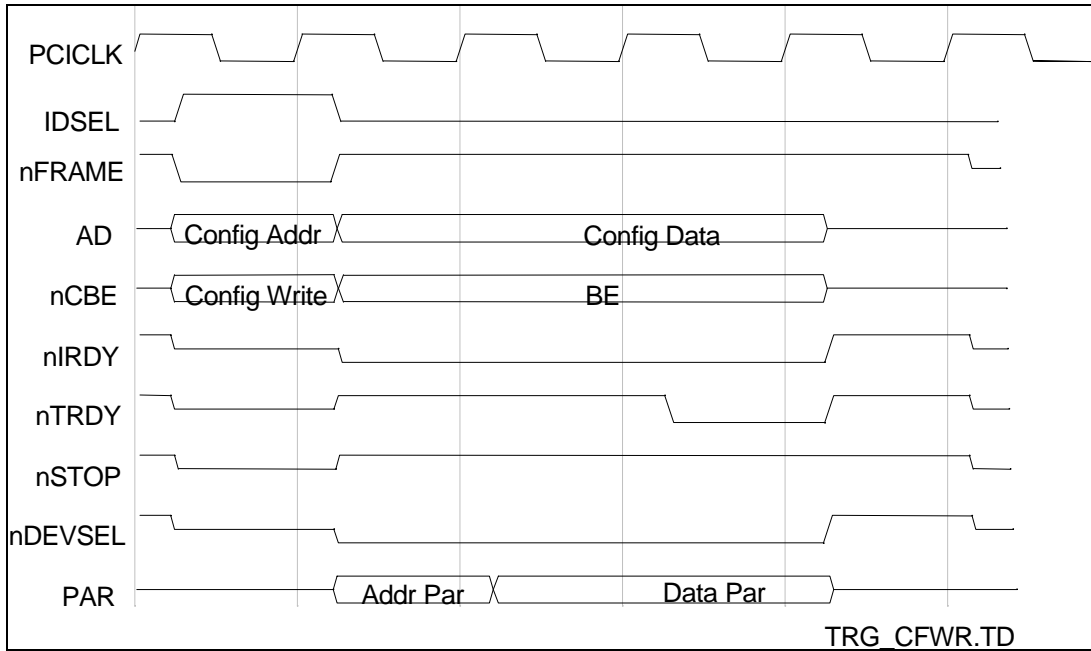 PCICLK
IDSEL
nFRAME
AD Config Addr Config Data
nCBE Config Write BE
nIRDY
nTRDY
nSTOP
nDEVSEL
PAR Addr Par Data Par
TRG_CFWR.TD